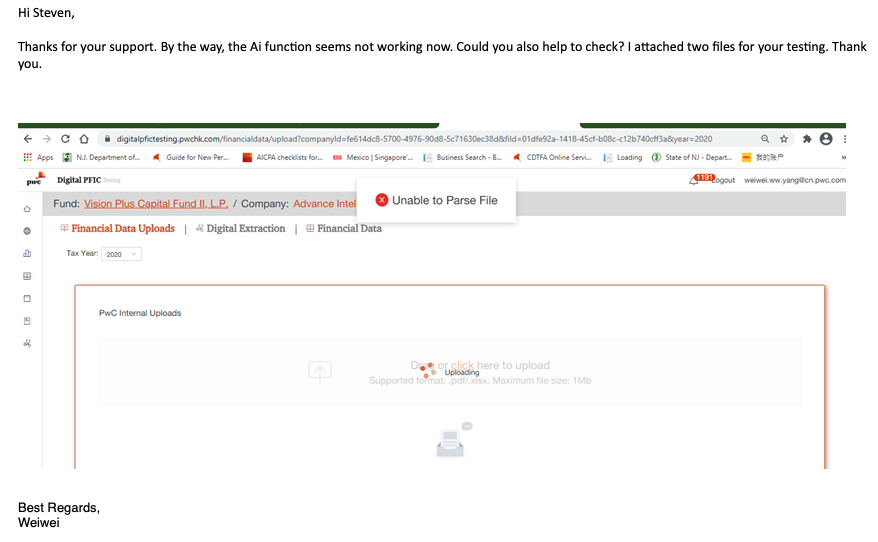 Hi Steven,
Thanks for your support. By the way, the Ai function seems not working now. Could you also help to check? I attached two files for your testing. Thank
you.
digitalpfictesting.pwchk.com/financialdata/upload?companyId=fe614dc8-5700-4976-90d8-5c71630ec38d&fild=01dfe92a-1418-45cf-b08c-c12b740cff3a&year=2020
Apps N.J. Department of... Guide for New Per... AICPA checklists for... Mexico | Singapore'... Business Search - B... CDTFA Online Servi... Loading State of NJ - Depart... 我的账户 »
pwc Digital PFIC Testing 1191 Logout weiwei.ww.yang@cn.pwc.com
Unable to Parse File
Fund: Vision Plus Capital Fund II, L.P. / Company: Advance Intel
Financial Data Uploads | Digital Extraction | Financial Data
Tax Year: 2020
PwC Internal Uploads
Drag or click here to upload
Uploading
Supported format: .pdf/.xlsx. Maximum file size: 1Mb
Best Regards,
Weiwei